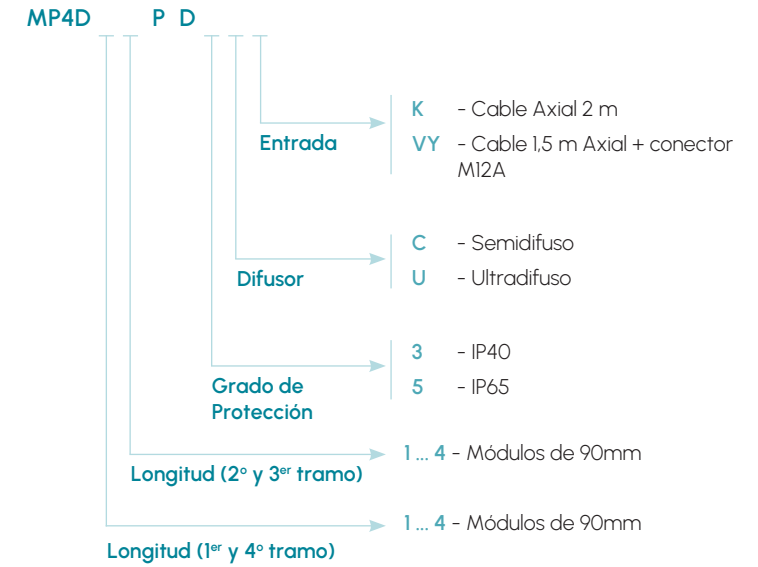 MP4D P D
K - Cable Axial 2 m
Entrada
VY - Cable 1,5 m Axial + conector
M12A
C - Semidifuso
Difusor
U - Ultradifuso
3 - IP40
Grado de
Protección
5 - IP65
1 ... 4 - Módulos de 90mm
Longitud (2º y 3er tramo)
1 ... 4 - Módulos de 90mm
Longitud (1er y 4º tramo)